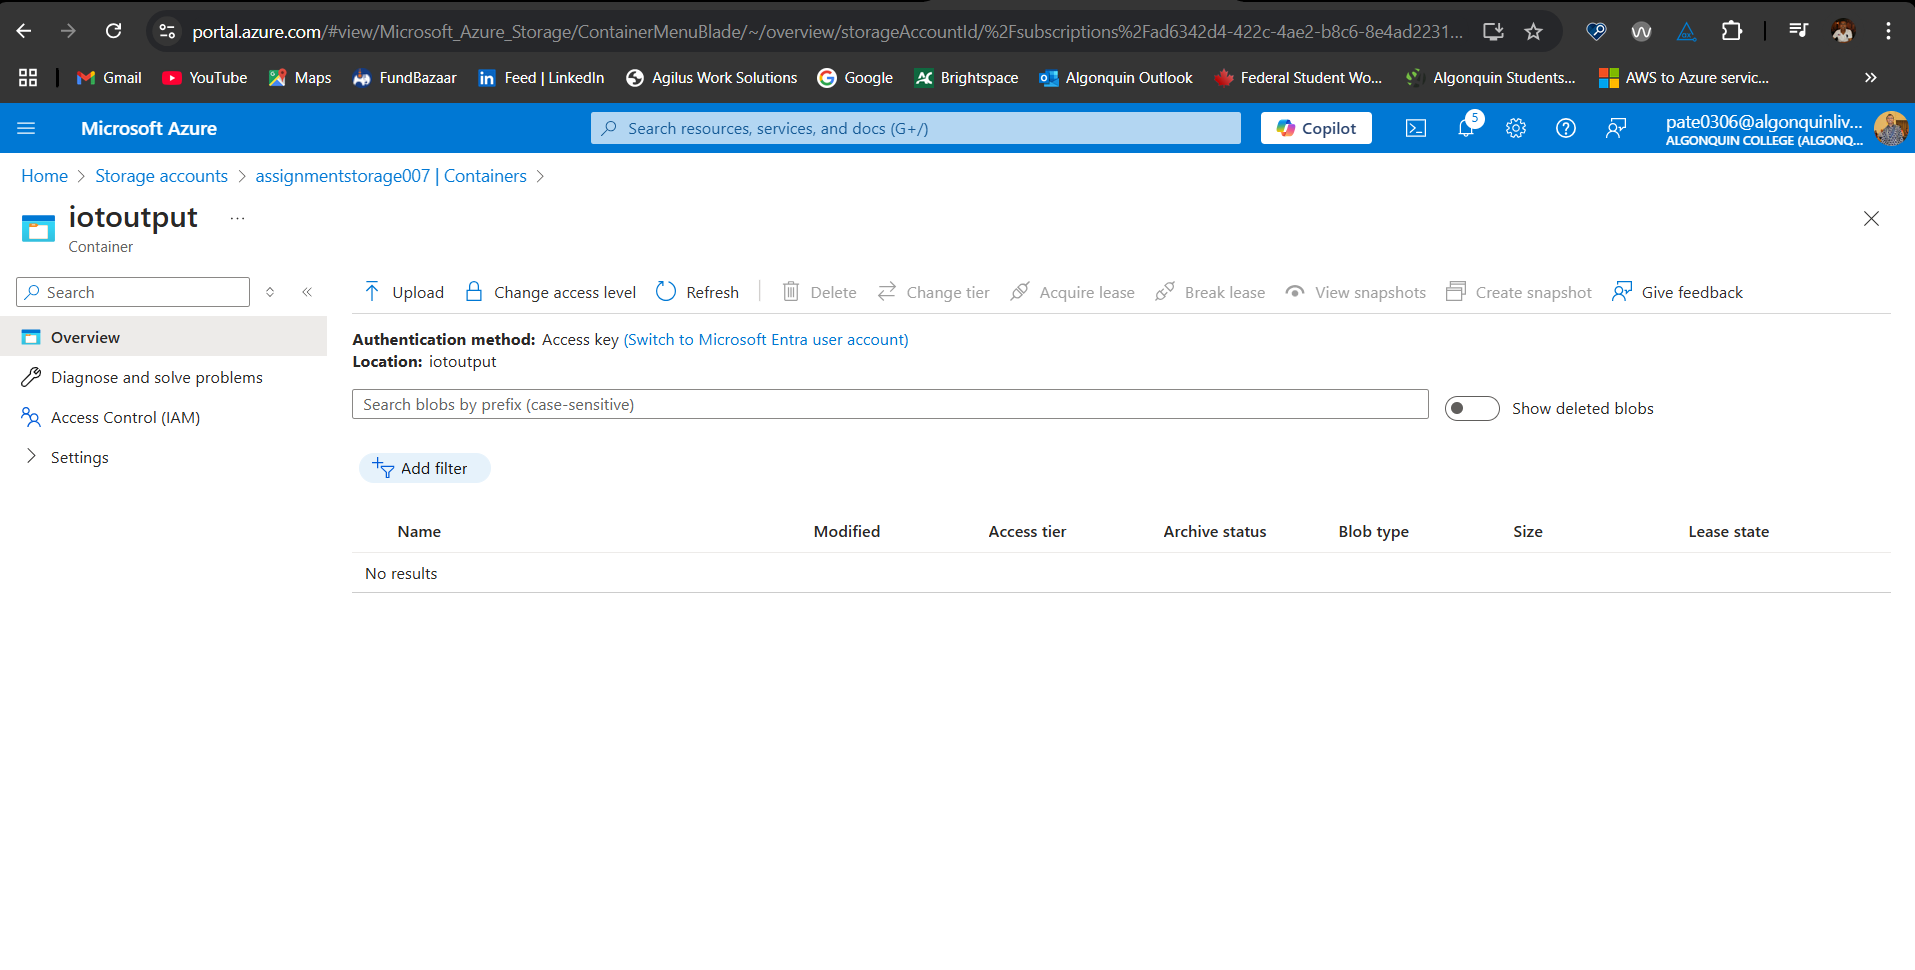 portal.azure.com/#view/Microsoft_Azure_Storage/ContainerMenuBlade/~/overview/storageAccountId/%2Fsubscriptions%2Fad6342d4-422c-4ae2-b8c6-8e4ad2231...
Gmail YouTube Maps FundBazaar Feed | LinkedIn Agilus Work Solutions Google Brightspace Algonquin Outlook Federal Student Wo... Algonquin Students... AWS to Azure servic...
Microsoft Azure Search resources, services, and docs (G+/) Copilot 5 pate0306@algonquinliv...
ALGONQUIN COLLEGE (ALGONQ...
Home > Storage accounts > assignmentstorage007 | Containers >
iotoutput ...
Container
Search
Upload Change access level Refresh Delete Change tier Acquire lease Break lease View snapshots Create snapshot Give feedback
Overview
Diagnose and solve problems
Access Control (IAM)
Settings
Authentication method: Access key (Switch to Microsoft Entra user account)
Location: iotoutput
Search blobs by prefix (case-sensitive) Show deleted blobs
Add filter
Name Modified Access tier Archive status Blob type Size Lease state
No results